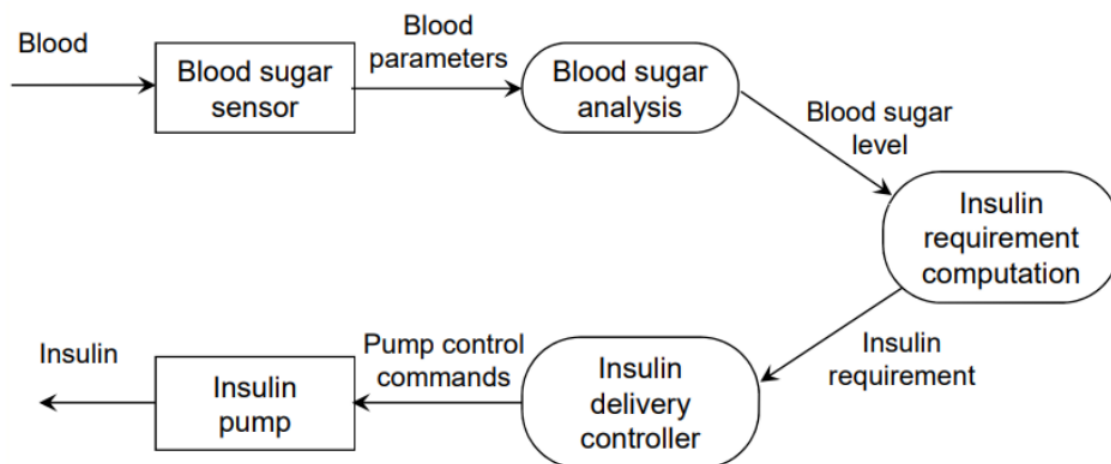 Blood
Blood sugar
sensor
Blood
parameters
Blood sugar
analysis
Blood sugar
level
Insulin
requirement
computation
Insulin
requirement
Insulin
delivery
controller
Pump control
commands
Insulin
pump
Insulin